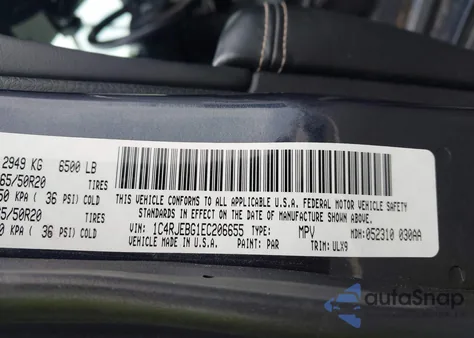 2949 KG 6500 LB
65/50R20 TIRES
50 KPA ( 36 PSI) COLD
65/50R20 TIRES
50 KPA ( 36 PSI) COLD
THIS VEHICLE CONFORMS TO ALL APPLICABLE U.S.A. FEDERAL MOTOR VEHICLE SAFETY
STANDARDS IN EFFECT ON THE DATE OF MANUFACTURE SHOWN ABOVE.
VIN: 1C4RJEBG1EC206655 TYPE: MPV MDH: 052310 030AA
VEHICLE MADE IN U.S.A. PAINT: PAR TRIM: ULX9
autoSnap